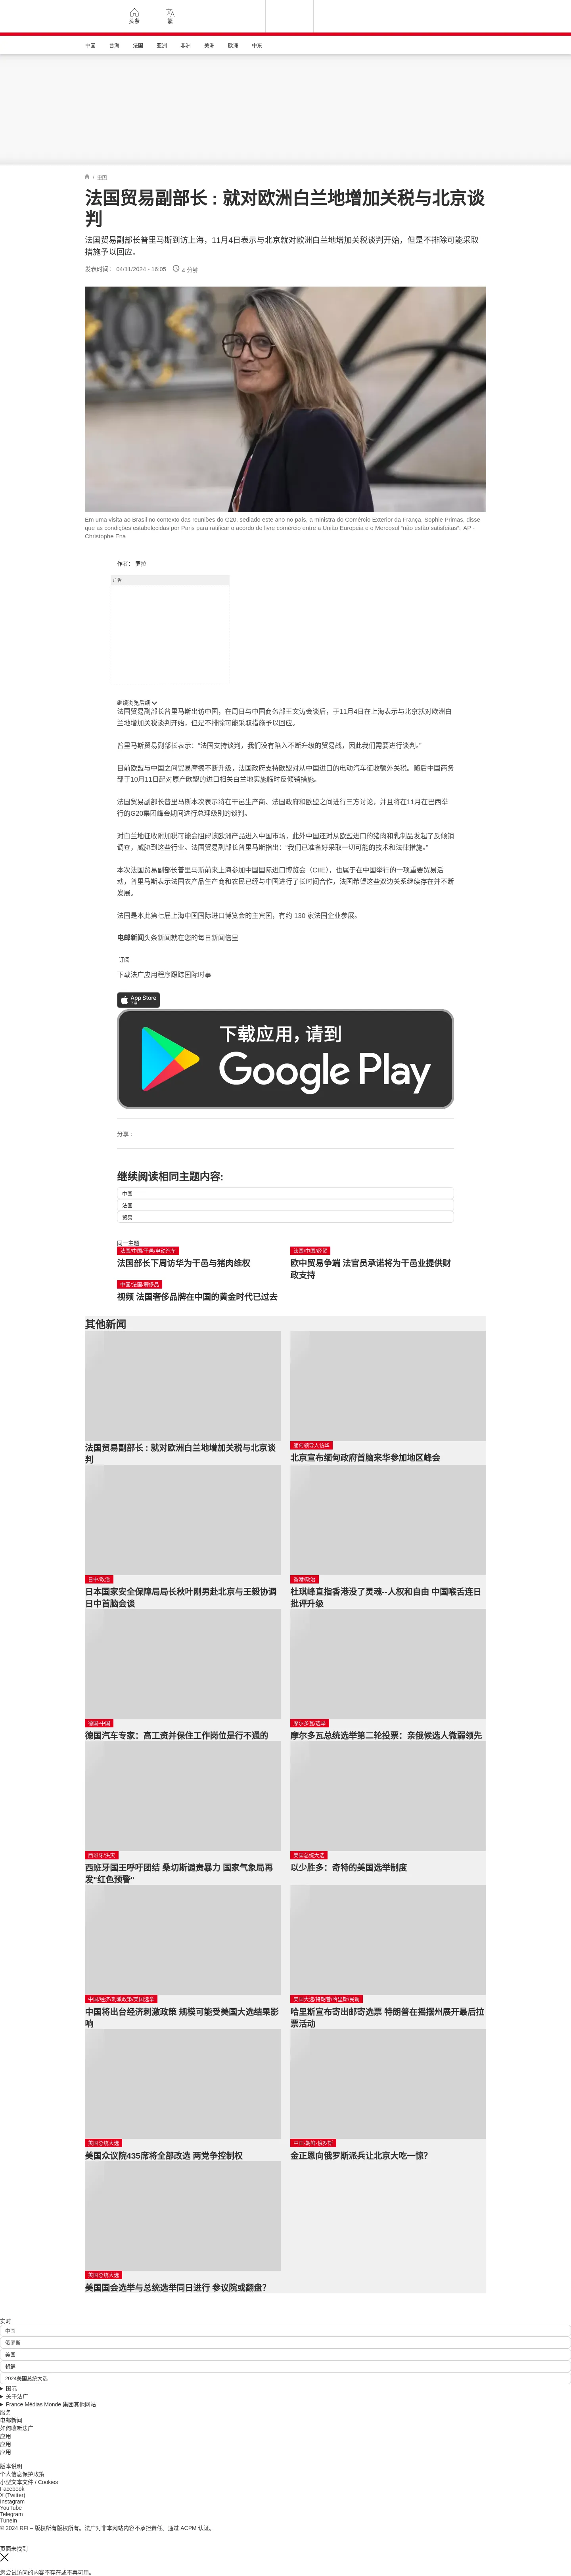 头条
繁
中国
台海
法国
亚洲
非洲
美洲
欧洲
中东
/ 中国
法国贸易副部长 : 就对欧洲白兰地增加关税与北京谈
判
法国贸易副部长普里马斯到访上海，11月4日表示与北京就对欧洲白兰地增加关税谈判开始，但是不排除可能采取
措施予以回应。
发表时间： 04/11/2024 - 16:05
4 分钟
Em uma visita ao Brasil no contexto das reuniões do G20, sediado este ano no país, a ministra do Comércio Exterior da França, Sophie Primas, disse
que as condições estabelecidas por Paris para ratificar o acordo de livre comércio entre a União Europeia e o Mercosul “não estão satisfeitas”. AP -
Christophe Ena
作者： 罗拉
广告
继续浏览后续
法国贸易副部长普里马斯出访中国，在周日与中国商务部王文涛会谈后，于11月4日在上海表示与北京就对欧洲白
兰地增加关税谈判开始，但是不排除可能采取措施予以回应。
普里马斯贸易副部长表示：“法国支持谈判，我们没有陷入不断升级的贸易战，因此我们需要进行谈判。”
目前欧盟与中国之间贸易摩擦不断升级，法国政府支持欧盟对从中国进口的电动汽车征收额外关税。随后中国商务
部于10月11日起对原产欧盟的进口相关白兰地实施临时反倾销措施。
法国贸易副部长普里马斯本次表示将在干邑生产商、法国政府和欧盟之间进行三方讨论，并且将在11月在巴西举
行的G20集团峰会期间进行总理级别的谈判。
对白兰地征收附加税可能会阻碍该欧洲产品进入中国市场，此外中国还对从欧盟进口的猪肉和乳制品发起了反倾销
调查，威胁到这些行业。法国贸易副部长普里马斯指出：“我们已准备好采取一切可能的技术和法律措施。”
本次法国贸易副部长普里马斯前来上海参加中国国际进口博览会（CIIE），也属于在中国举行的一项重要贸易活
动，普里马斯表示法国农产品生产商和农民已经与中国进行了长时间合作，法国希望这些双边关系继续存在并不断
发展。
法国是本此第七届上海中国国际进口博览会的主宾国，有约 130 家法国企业参展。
电邮新闻头条新闻就在您的每日新闻信里
订阅
下载法广应用程序跟踪国际时事
App Store
下载
下载应用，请到
Google Play
分享 :
继续阅读相同主题内容:
中国
法国
贸易
同一主题
法国/中国/干邑/电动汽车
法国部长下周访华为干邑与猪肉维权
法国/中国/经贸
欧中贸易争端 法官员承诺将为干邑业提供财
政支持
中国/法国/奢侈品
视频 法国奢侈品牌在中国的黄金时代已过去
其他新闻
法国贸易副部长 : 就对欧洲白兰地增加关税与北京谈
判
缅甸领导人访华
北京宣布缅甸政府首脑来华参加地区峰会
日中/政治
日本国家安全保障局局长秋叶刚男赴北京与王毅协调
日中首脑会谈
香港/政治
杜琪峰直指香港没了灵魂--人权和自由 中国喉舌连日
批评升级
德国-中国
德国汽车专家：高工资并保住工作岗位是行不通的
摩尔多瓦/选举
摩尔多瓦总统选举第二轮投票：亲俄候选人微弱领先
西班牙/洪灾
西班牙国王呼吁团结 桑切斯谴责暴力 国家气象局再
发"红色预警"
美国总统大选
以少胜多：奇特的美国选举制度
中国/经济/刺激政策/美国选举
中国将出台经济刺激政策 规模可能受美国大选结果影
响
美国大选/特朗普/哈里斯/民调
哈里斯宣布寄出邮寄选票 特朗普在摇摆州展开最后拉
票活动
美国总统大选
美国众议院435席将全部改选 两党争控制权
中国-朝鲜-俄罗斯
金正恩向俄罗斯派兵让北京大吃一惊？
美国总统大选
美国国会选举与总统选举同日进行 参议院或翻盘？
实时
中国
俄罗斯
美国
朝鲜
2024美国总统大选
国际
关于法广
France Médias Monde 集团其他网站
服务
电邮新闻
如何收听法广
应用
应用
应用
版本说明
个人信息保护政策
小型文本文件 / Cookies
Facebook
X (Twitter)
Instagram
YouTube
Telegram
TuneIn
© 2024 RFI – 版权所有版权所有。法广对非本网站内容不承担责任。通过 ACPM 认证。
页面未找到
您尝试访问的内容不存在或不再可用。